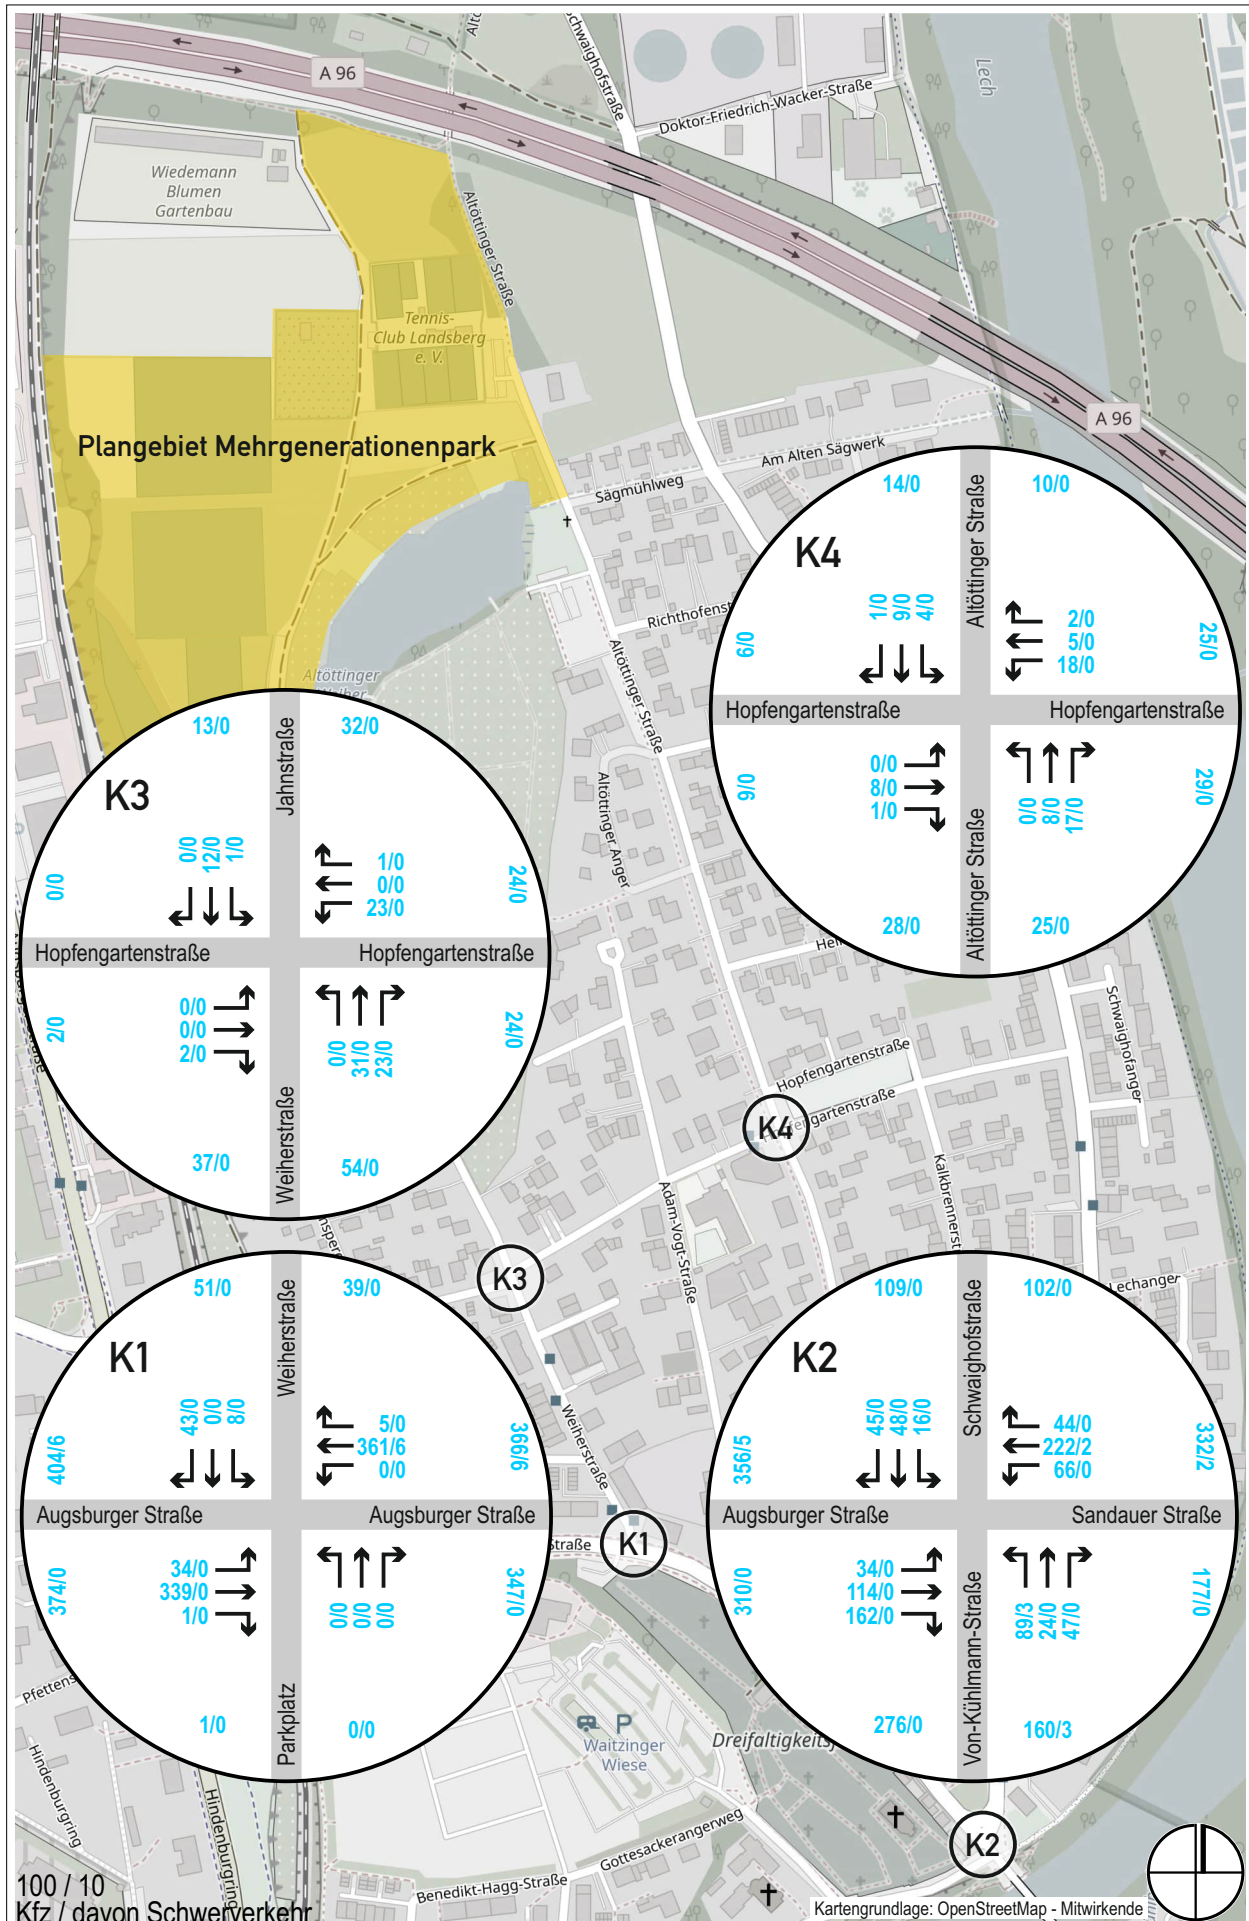 A 96
Schwaighofstraße
Doktor-Friedrich-Wacker-Straße
Lech
Wiedemann
Blumen
Gartenbau
Altöttinger Straße
Tennis-
Club Landsberg
e. V.
A 96
Plangebiet Mehrgenerationenpark
Am Alten Sägwerk
Sägmühlweg
Altöttinger
Altöttinger Straße
Altöttinger Anger
K4
14/0
10/0
Altöttinger Straße
1/0
9/0
4/0
2/0
5/0
18/0
6/0
25/0
Hopfengartenstraße
Hopfengartenstraße
0/0
8/0
1/0
0/0
8/0
17/0
9/0
29/0
Altöttinger Straße
28/0
25/0
K3
13/0
32/0
Jahnstraße
0/0
12/0
1/0
1/0
0/0
23/0
0/0
24/0
Hopfengartenstraße
Hopfengartenstraße
0/0
0/0
2/0
0/0
31/0
23/0
2/0
24/0
Weiherstraße
37/0
54/0
Schwaighofanger
Hopfengartenstraße
K4
Adam-Vogt-Straße
K3
Lechanger
Weiherstraße
K1
K1
51/0
39/0
Weiherstraße
43/0
0/0
8/0
5/0
361/6
0/0
404/6
366/6
Augsburger Straße
Augsburger Straße
34/0
339/0
1/0
0/0
0/0
0/0
374/0
347/0
Parkplatz
1/0
0/0
K2
109/0
102/0
Schwaighofstraße
45/0
48/0
16/0
44/0
222/2
66/0
356/5
332/2
Augsburger Straße
Sandauer Straße
34/0
114/0
162/0
89/3
24/0
47/0
310/0
177/0
Von-Kühlmann-Straße
276/0
160/3
P
Waitzinger
Wiese
Hindenburgring
Hindenburgring
Gottesackerangerweg
Benedikt-Hagg-Straße
K2
100 / 10
Kfz / davon Schwerverkehr
Kartengrundlage: OpenStreetMap - Mitwirkende